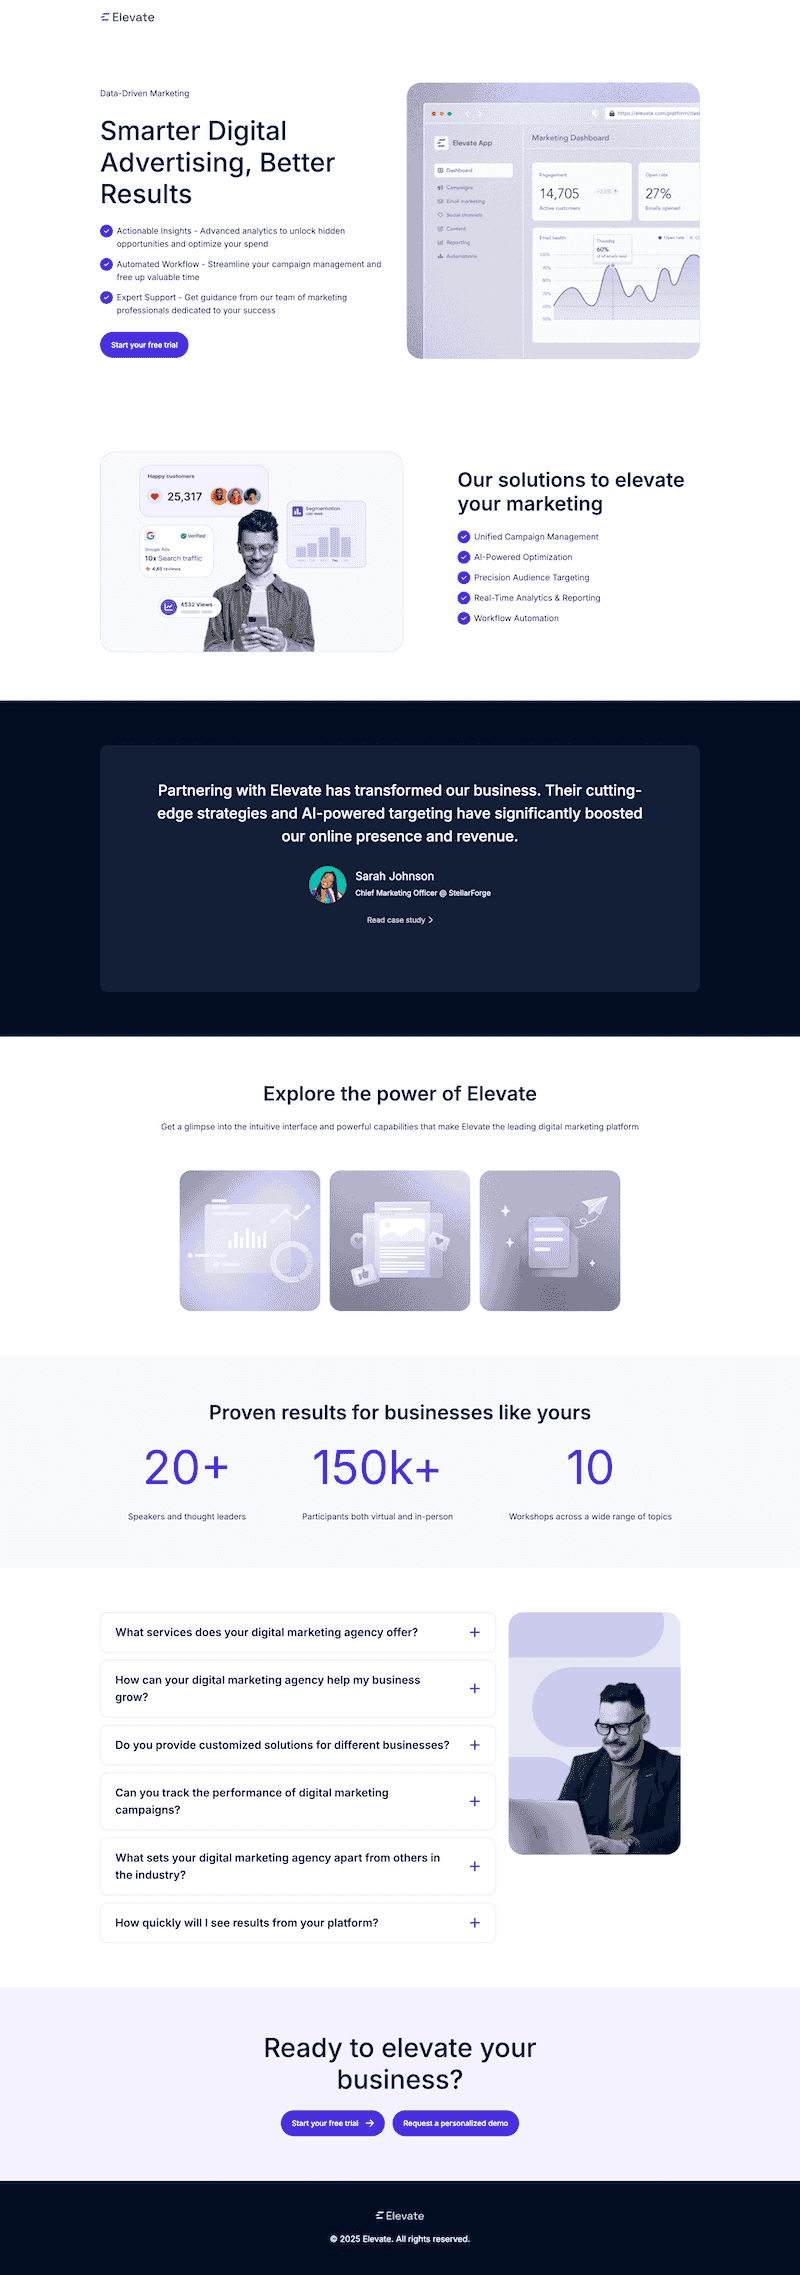 Elevate
Data-Driven Marketing
Smarter Digital
Advertising, Better
Results
Actionable Insights - Advanced analytics to unlock hidden
opportunities and optimize your spend
Automated Workflow - Streamline your campaign management and
free up valuable time
Expert Support - Get guidance from our team of marketing
professionals dedicated to your success
Start your free trial
https://elevate.com/platform/das
Elevate App
Dashboard
Campaigns
Email marketing
Social channels
Content
Reporting
Automations
Marketing Dashboard
Engagement
14,705
Active customers
Open rate
27%
Emails opened
Email health
Thursday
60%
of all emails read
Open rate
100%
90%
80%
70%
60%
50%
Happy customers
25,317
Verified
Google Ads
10x Search traffic
4.85 reviews
4532 Views
Segmentation
Last week
Our solutions to elevate
your marketing
Unified Campaign Management
AI-Powered Optimization
Precision Audience Targeting
Real-Time Analytics & Reporting
Workflow Automation
Partnering with Elevate has transformed our business. Their cutting-
edge strategies and AI-powered targeting have significantly boosted
our online presence and revenue.
Sarah Johnson
Chief Marketing Officer @ StellarForge
Read case study
Explore the power of Elevate
Get a glimpse into the intuitive interface and powerful capabilities that make Elevate the leading digital marketing platform
Proven results for businesses like yours
20+
150k+
10
Speakers and thought leaders
Participants both virtual and in-person
Workshops across a wide range of topics
What services does your digital marketing agency offer?
How can your digital marketing agency help my business
grow?
Do you provide customized solutions for different businesses?
Can you track the performance of digital marketing
campaigns?
What sets your digital marketing agency apart from others in
the industry?
How quickly will I see results from your platform?
Ready to elevate your
business?
Start your free trial
Request a personalized demo
Elevate
© 2025 Elevate. All rights reserved.